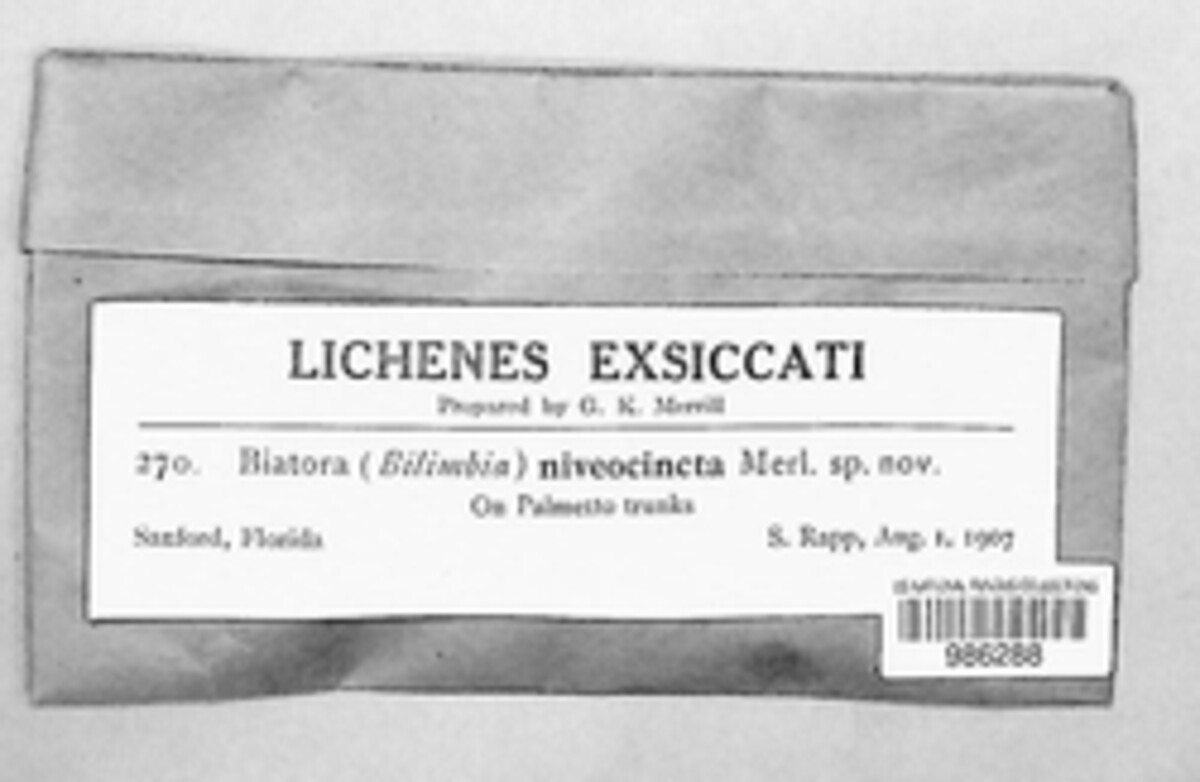 LICHENES EXSICCATI
Prepared by G. K. Merrill
270. Biatora (Bilimbia) niveocincta Merl. sp. nov.
On Palmetto trunks
Sanford, Florida
S. Rapp, Aug. 1, 1907
986288